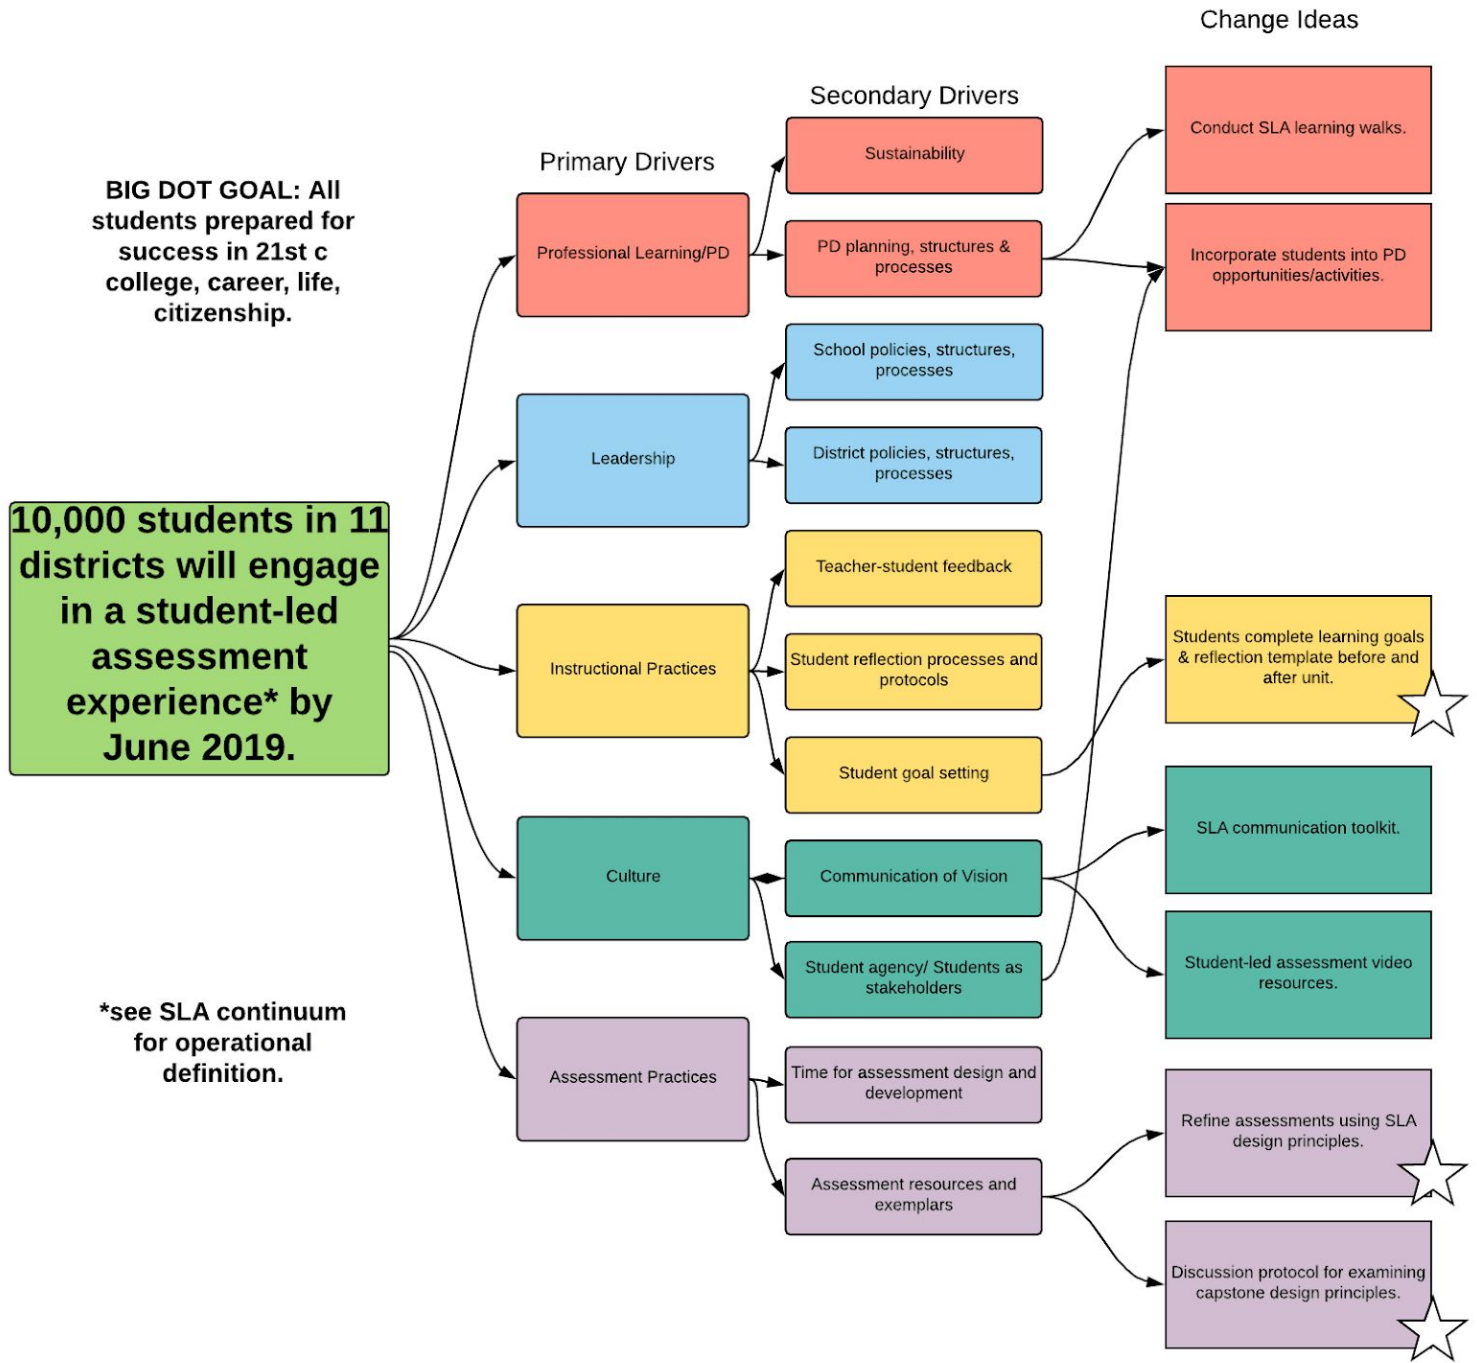 Change Ideas
Secondary Drivers
Primary Drivers
BIG DOT GOAL: All
students prepared for
success in 21st c
college, career, life,
citizenship.
10,000 students in 11
districts will engage
in a student-led
assessment
experience* by
June 2019.
*see SLA continuum
for operational
definition.
Professional Learning/PD
Leadership
Instructional Practices
Culture
Assessment Practices
Sustainability
PD planning, structures &
processes
School policies, structures,
processes
District policies, structures,
processes
Teacher-student feedback
Student reflection processes and
protocols
Student goal setting
Communication of Vision
Student agency/ Students as
stakeholders
Time for assessment design and
development
Assessment resources and
exemplars
Conduct SLA learning walks.
Incorporate students into PD
opportunities/activities.
Students complete learning goals
& reflection template before and
after unit.
SLA communication toolkit.
Student-led assessment video
resources.
Refine assessments using SLA
design principles.
Discussion protocol for examining
capstone design principles.